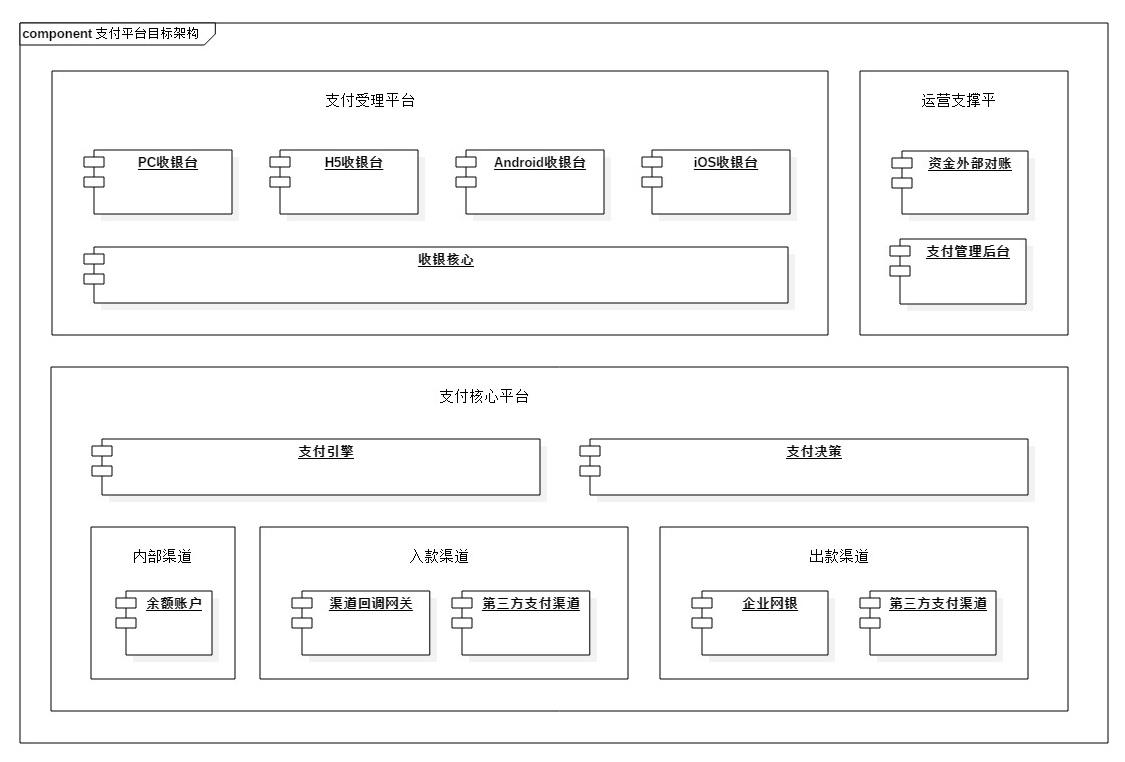 component 支付平台目标架构
支付受理平台
运营支撑平
PC收银台
H5收银台
Android收银台
iOS收银台
资金外部对账
收银核心
支付管理后台
支付核心平台
支付引擎
支付决策
内部渠道
入款渠道
出款渠道
余额账户
渠道回调网关
第三方支付渠道
企业网银
第三方支付渠道